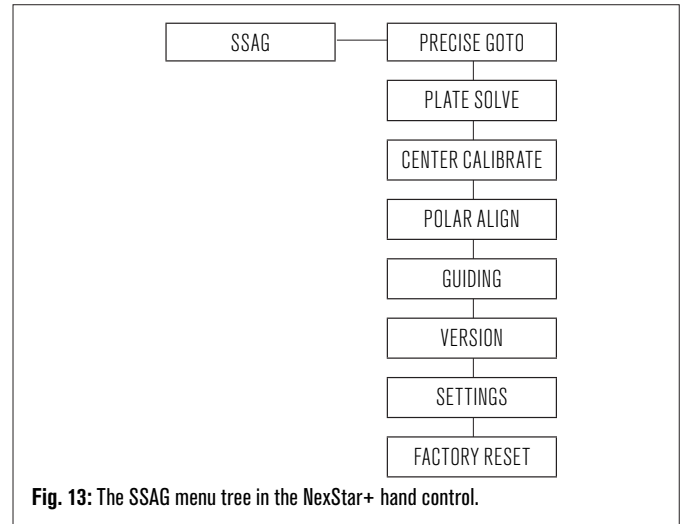 SSAG
PRECISE GOTO
PLATE SOLVE
CENTER CALIBRATE
POLAR ALIGN
GUIDING
VERSION
SETTINGS
FACTORY RESET
Fig. 13: The SSAG menu tree in the NexStar+ hand control.